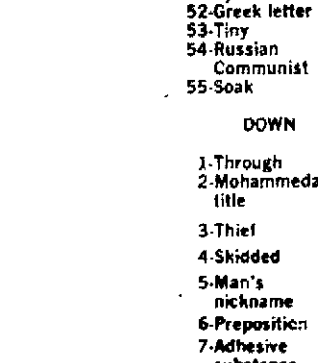 52-Greek letter
53-Tiny
54-Russian
Communist
55-Soak
DOWN
1-Through
2-Mohammeda
title
3-Thief
4-Skidded
5-Man's
nickname
6-Preposition
7-Adhesive
substance